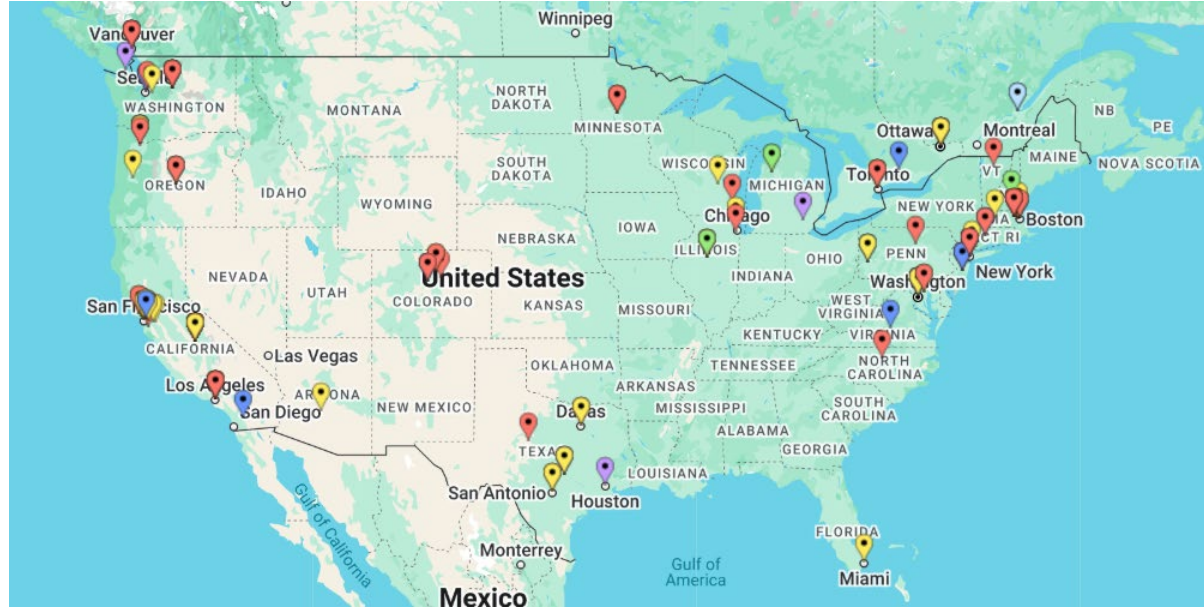 Winnipeg
Vancouver
NORTH
DAKOTA
NB
WASHINGTON
MONTANA
MINNESOTA
Ottawa
Montreal
PE
MAINE
NOVA SCOTIA
SOUTH
DAKOTA
WISCONSIN
VT
Toronto
MICHIGAN
OREGON
IDAHO
WYOMING
NEW YORK
Chicago
Boston
IOWA
CT RI
NEBRASKA
ILLINOIS
PENN
OHIO
New York
INDIANA
NEVADA
United States
Washington
UTAH
COLORADO
San Francisco
KANSAS
MISSOURI
WEST
VIRGINIA
KENTUCKY
VIRGINIA
CALIFORNIA
Las Vegas
NORTH
CAROLINA
OKLAHOMA
TENNESSEE
Los Angeles
ARIZONA
ARKANSAS
NEW MEXICO
San Diego
Dallas
MISSISSIPPI
SOUTH
CAROLINA
ALABAMA
GEORGIA
TEXA
LOUISIANA
San Antonio
Houston
Gulf of California
FLORIDA
Monterrey
Gulf of
America
Miami
Mexico